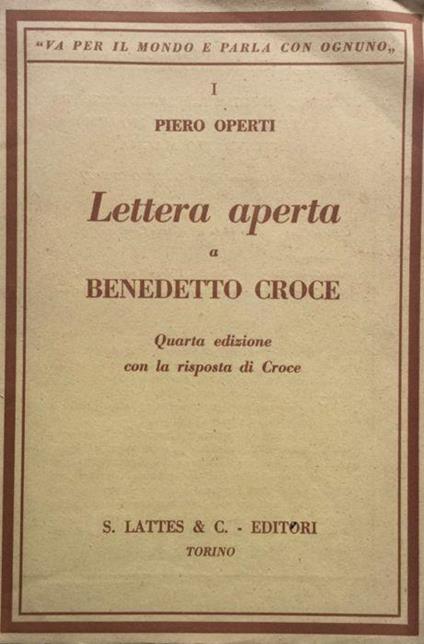 "VA PER IL MONDO E PARLA CON OGNUNO„
I
PIERO OPERTI
Lettera aperta
a
BENEDETTO CROCE
Quarta edizione
con la risposta di Croce
S. LATTES & C. - EDITORI
TORINO